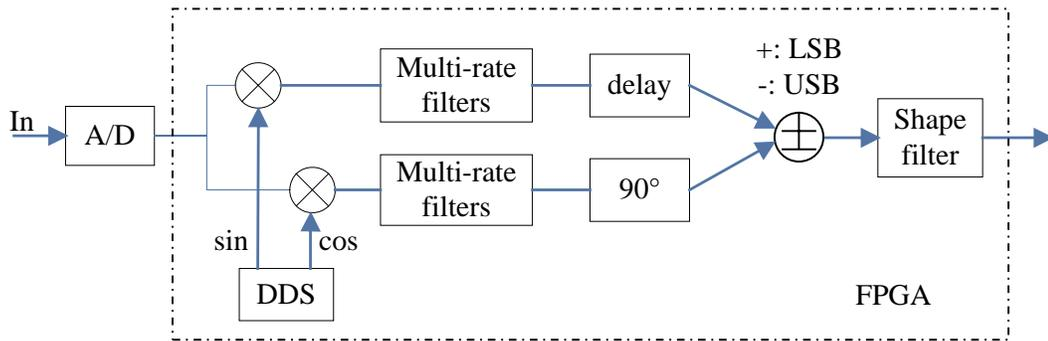 +: LSB
-: USB
Multi-rate
filters
delay
In
A/D
Shape
filter
Multi-rate
filters
90°
sin
cos
DDS
FPGA